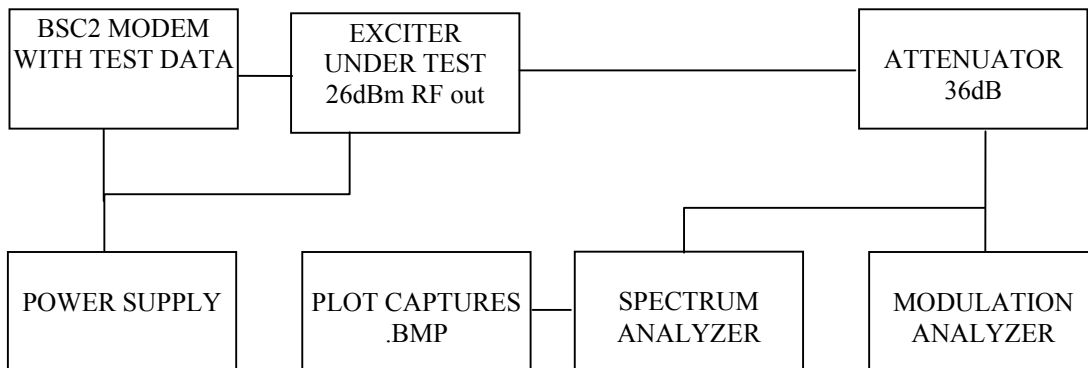 BSC2 MODEM
WITH TEST DATA
EXCITER
UNDER TEST
26dBm RF out
ATTENUATOR
36dB
POWER SUPPLY
PLOT CAPTURES
.BMP
SPECTRUM
ANALYZER
MODULATION
ANALYZER